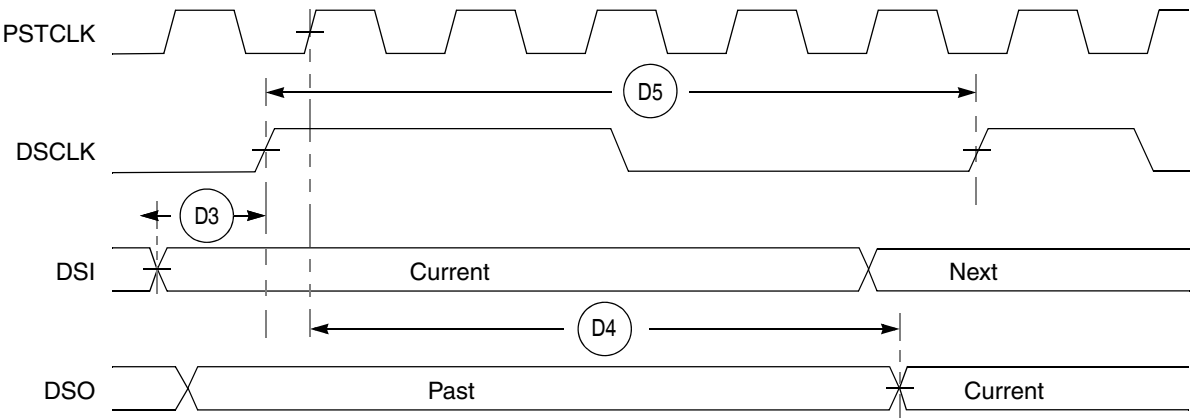 PSTCLK
D5
DSCLK
D3
DSI Current Next
D4
DSO Past Current